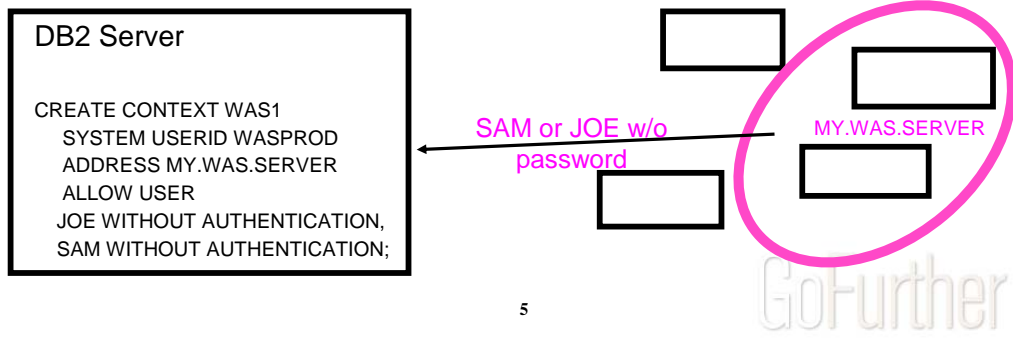 DB2 Server
CREATE CONTEXT WAS1
SYSTEM USERID WASPROD
ADDRESS MY.WAS.SERVER
ALLOW USER
JOE WITHOUT AUTHENTICATION,
SAM WITHOUT AUTHENTICATION;
SAM or JOE w/o
password
MY.WAS.SERVER
5
GoFurther